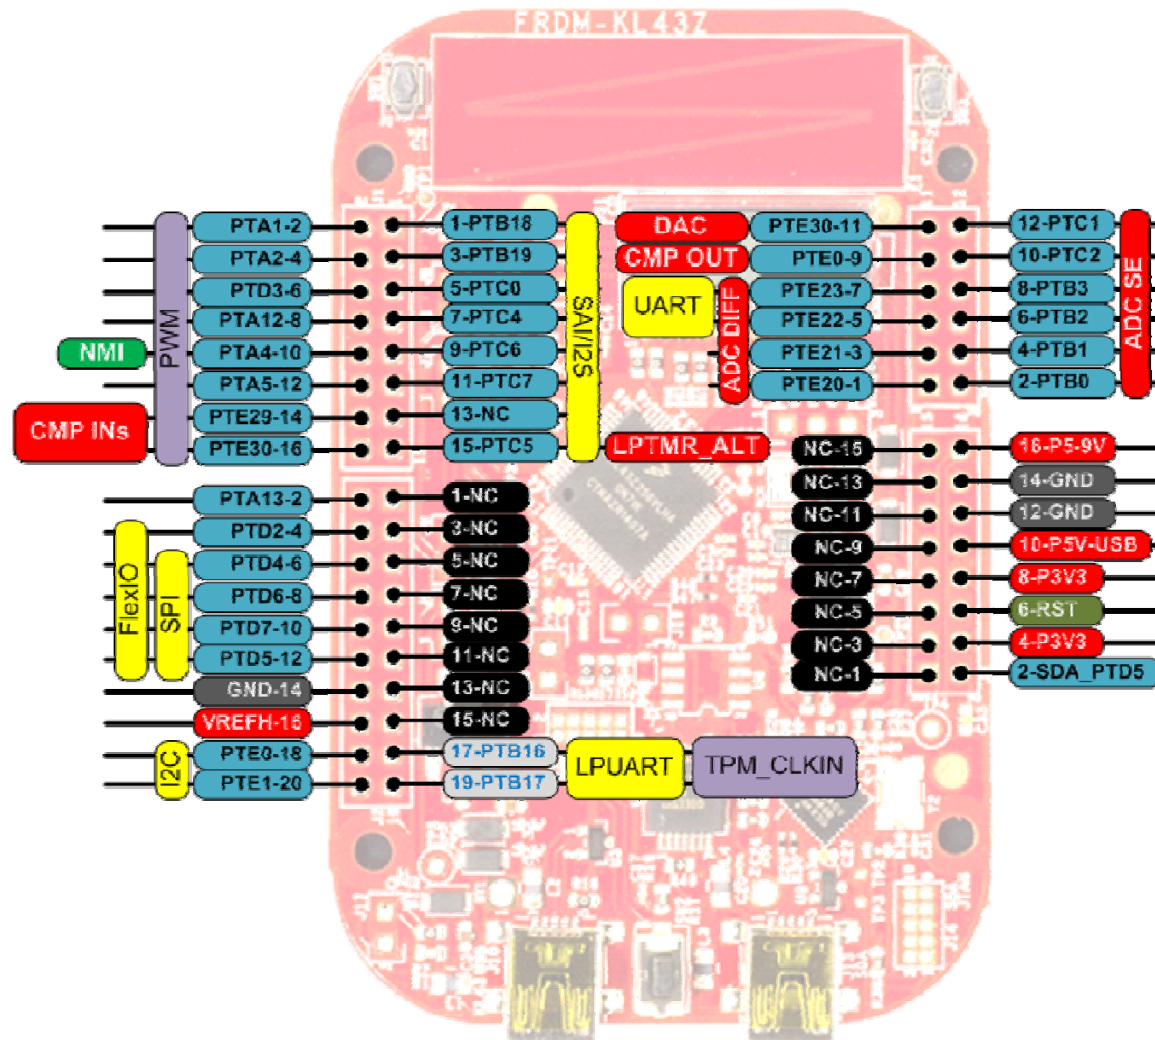 FRDM-KL43Z
PTA1-2
1-PTB18
DAC
PTE30-11
12-PTC1
PTA2-4
3-PTB19
CMP OUT
PTE0-9
10-PTC2
PTD3-6
5-PTC0
PTE23-7
8-PTB3
UART
PTA12-8
7-PTC4
PTE22-5
6-PTB2
NMI
PTA4-10
9-PTC6
PTE21-3
4-PTB1
PTA5-12
11-PTC7
PTE20-1
2-PTB0
PWM
SAI/I2S
ADC DIFF
ADC SE
CMP INs
PTE29-14
13-NC
PTE30-16
15-PTC5
LPTMR_ALT
NC-15
16-P5-9V
NC-13
14-GND
PTA13-2
1-NC
NC-11
12-GND
PTD2-4
3-NC
NC-9
10-P5V-USB
PTD4-6
5-NC
NC-7
8-P3V3
PTD6-8
7-NC
NC-5
6-RST
PTD7-10
9-NC
NC-3
4-P3V3
PTD5-12
11-NC
NC-1
2-SDA_PTD5
FlexIO
SPI
GND-14
13-NC
VREFH-16
15-NC
I2C
PTE0-18
17-PTB16
PTE1-20
19-PTB17
LPUART
TPM_CLKIN